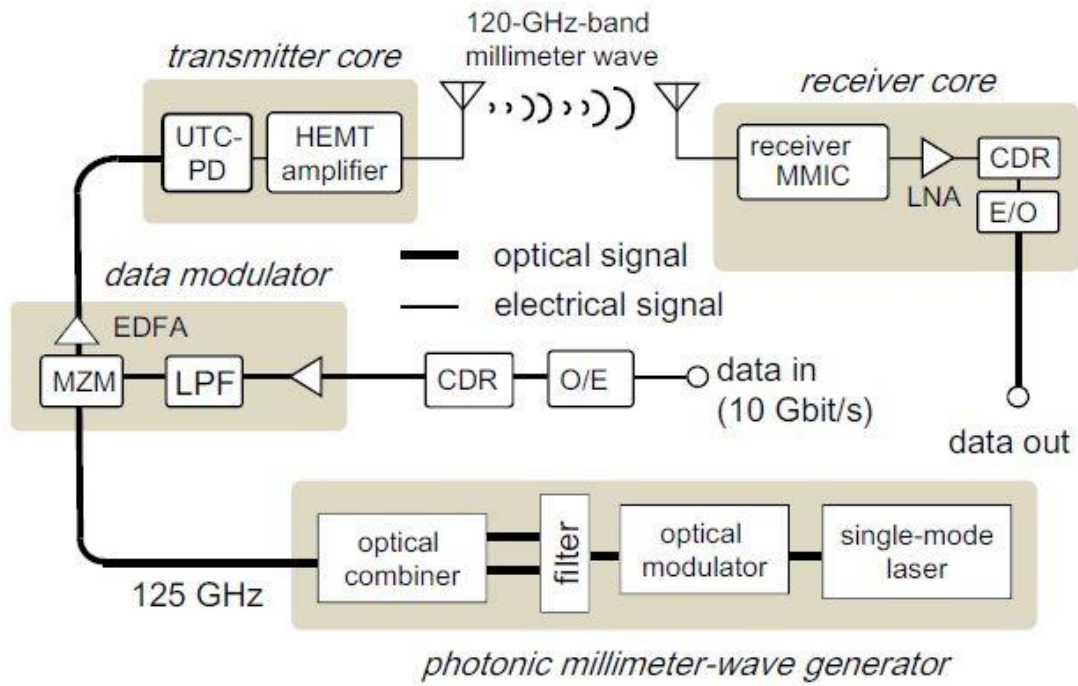 120-GHz-band
millimeter wave
transmitter core
receiver core
UTC-
PD
HEMT
amplifier
receiver
MMIC
LNA
CDR
E/O
optical signal
electrical signal
data modulator
EDFA
MZM
LPF
CDR
O/E
data in
(10 Gbit/s)
data out
125 GHz
optical
combiner
filter
optical
modulator
single-mode
laser
photonic millimeter-wave generator